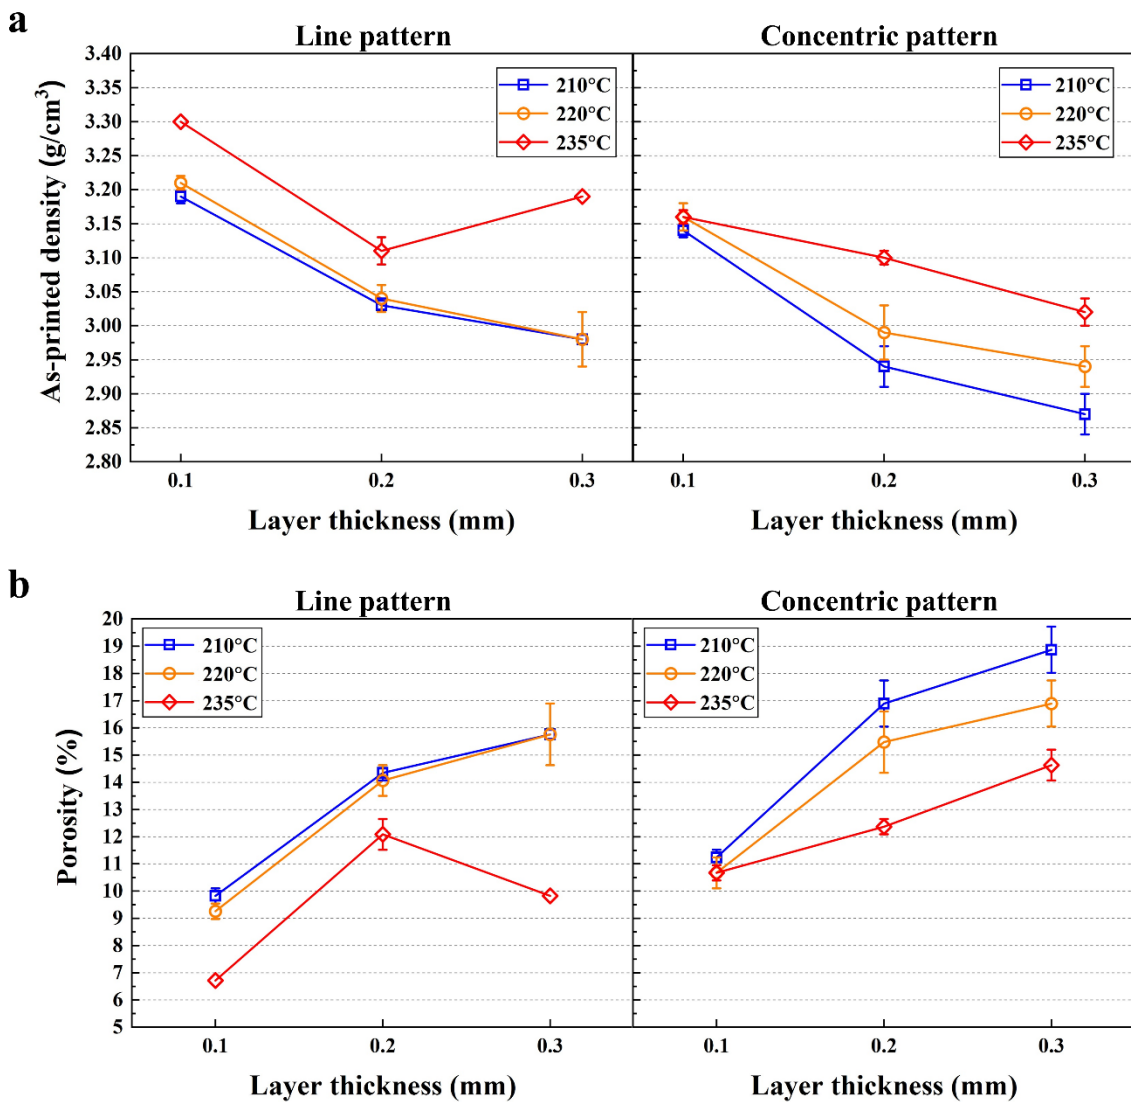 a
Line pattern
Concentric pattern
As-printed density (g/cm³)
3.40
3.35
3.30
3.25
3.20
3.15
3.10
3.05
3.00
2.95
2.90
2.85
2.80
210°C
220°C
235°C
210°C
220°C
235°C
0.1 0.2 0.3
0.1 0.2 0.3
Layer thickness (mm)
Layer thickness (mm)
b
Line pattern
Concentric pattern
Porosity (%)
20
19
18
17
16
15
14
13
12
11
10
9
8
7
6
5
210°C
220°C
235°C
210°C
220°C
235°C
0.1 0.2 0.3
0.1 0.2 0.3
Layer thickness (mm)
Layer thickness (mm)